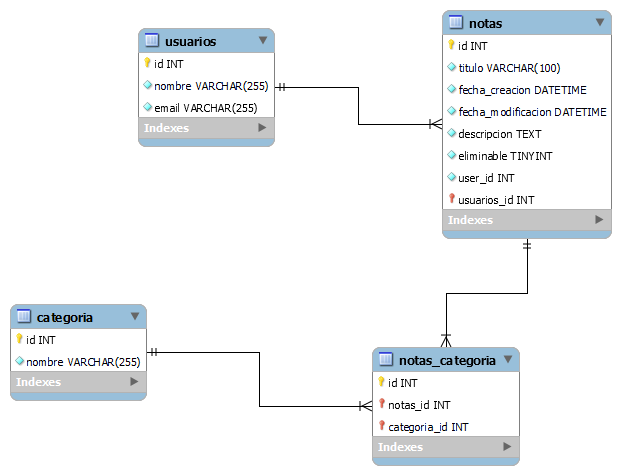 usuarios
id INT
nombre VARCHAR(255)
email VARCHAR(255)
Indexes
notas
id INT
titulo VARCHAR(100)
fecha_creacion DATETIME
fecha_modificacion DATETIME
descripcion TEXT
eliminable TINYINT
user_id INT
usuarios_id INT
Indexes
categoria
id INT
nombre VARCHAR(255)
Indexes
notas_categoria
id INT
notas_id INT
categoria_id INT
Indexes